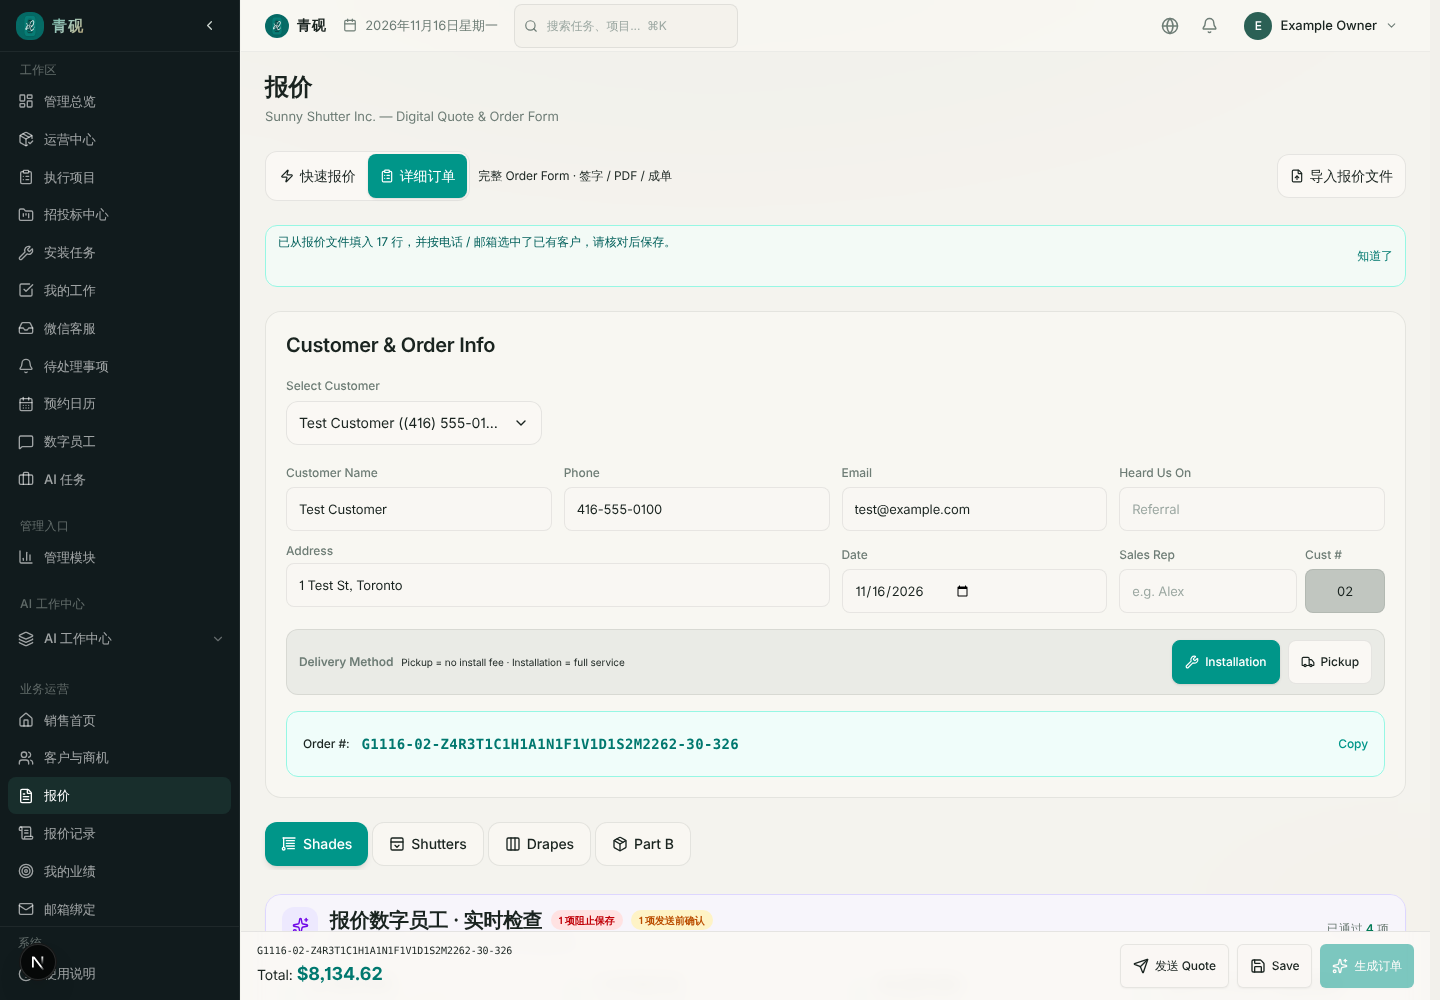 青砚
青砚
2026年11月16日星期一
搜索任务、项目... ⌘K
E
Example Owner
工作区
管理总览
运营中心
执行项目
招投标中心
安装任务
我的工作
微信客服
待处理事项
预约日历
数字员工
AI 任务
管理入口
管理模块
AI 工作中心
AI 工作中心
业务运营
销售首页
客户与商机
报价
报价记录
我的业绩
邮箱绑定
系统
使用说明
N
报价
Sunny Shutter Inc. — Digital Quote & Order Form
快速报价
详细订单
完整 Order Form · 签字 / PDF / 成单
导入报价文件
已从报价文件填入 17 行，并按电话 / 邮箱选中了已有客户，请核对后保存。
知道了
Customer & Order Info
Select Customer
Test Customer ((416) 555-01...
Customer Name
Phone
Email
Heard Us On
Test Customer
416-555-0100
test@example.com
Referral
Address
Date
Sales Rep
Cust #
1 Test St, Toronto
11/16/2026
e.g. Alex
02
Delivery Method Pickup = no install fee · Installation = full service
Installation
Pickup
Order #: G1116-02-Z4R3T1C1H1A1N1F1V1D1S2M2262-30-326
Copy
Shades
Shutters
Drapes
Part B
报价数字员工 · 实时检查
1 项阻止保存
1 项发送前确认
已通过 4 项
G1116-02-Z4R3T1C1H1A1N1F1V1D1S2M2262-30-326
Total: $8,134.62
发送 Quote
Save
生成订单